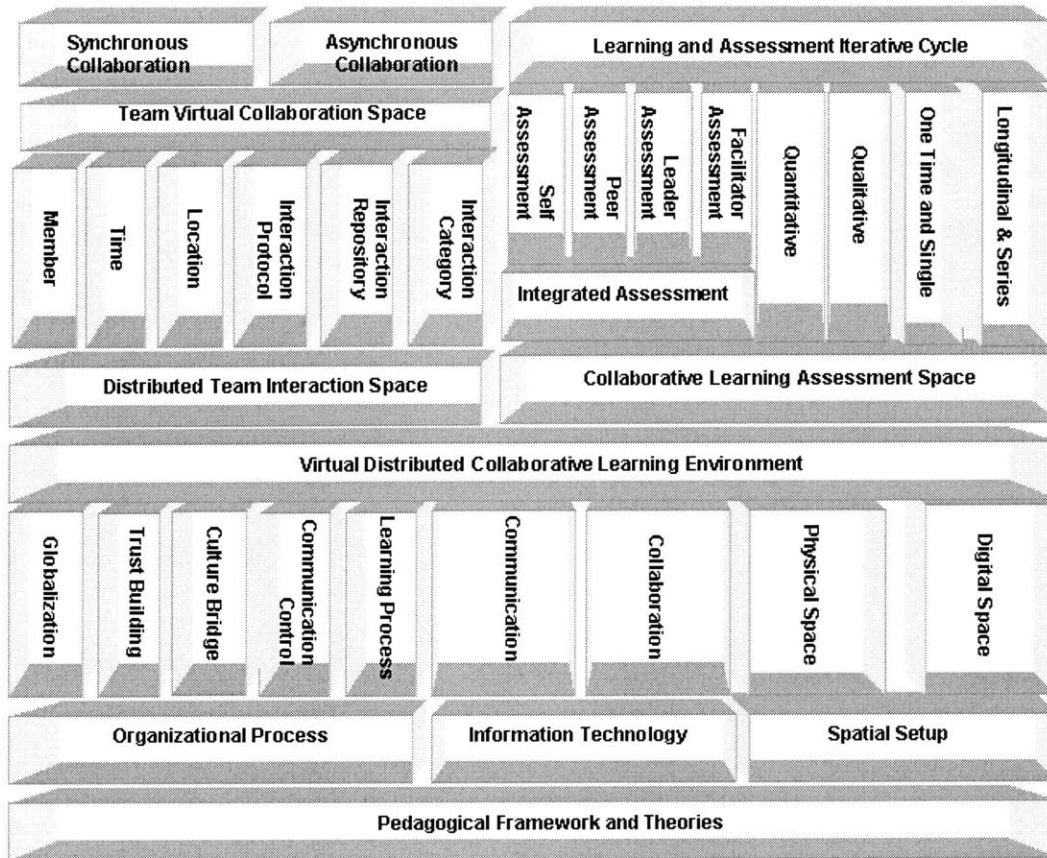 Synchronous
Collaboration
Asynchronous
Collaboration
Learning and Assessment Iterative Cycle
Team Virtual Collaboration Space
Member
Time
Location
Interaction
Protocol
Interaction
Repository
Interaction
Category
Self
Assessment
Peer
Assessment
Leader
Assessment
Facilitator
Assessment
Quantitative
Qualitative
One Time and Single
Longitudinal & Series
Integrated Assessment
Distributed Team Interaction Space
Collaborative Learning Assessment Space
Virtual Distributed Collaborative Learning Environment
Globalization
Trust Building
Culture Bridge
Communication
Control
Learning Process
Communication
Collaboration
Physical Space
Digital Space
Organizational Process
Information Technology
Spatial Setup
Pedagogical Framework and Theories